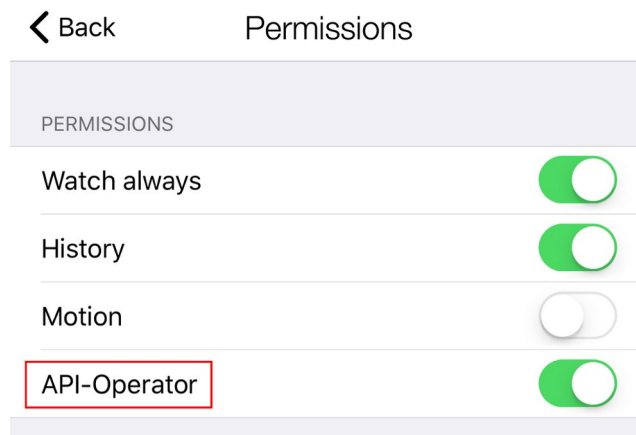 Back
Permissions
PERMISSIONS
Watch always
History
Motion
API-Operator